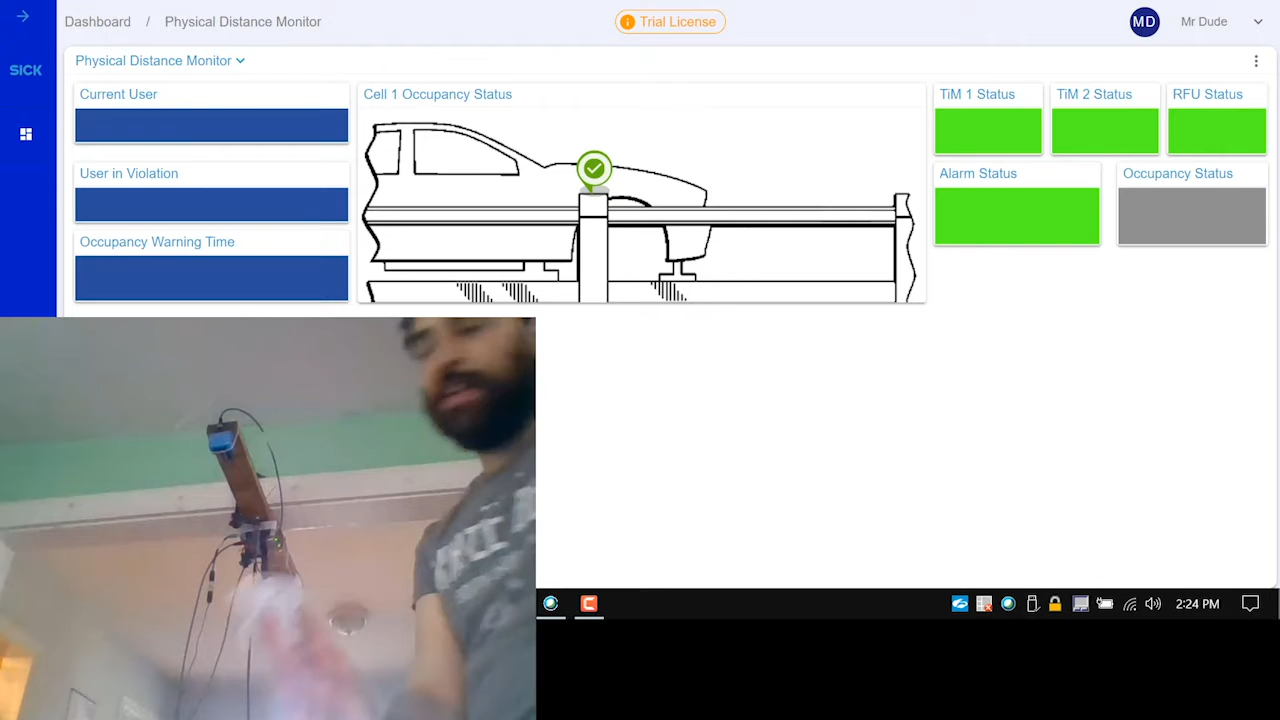 Dashboard / Physical Distance Monitor
Trial License
MD Mr Dude
SICK
Physical Distance Monitor
Current User
Cell 1 Occupancy Status
TiM 1 Status
TiM 2 Status
RFU Status
User in Violation
Alarm Status
Occupancy Status
Occupancy Warning Time
2:24 PM